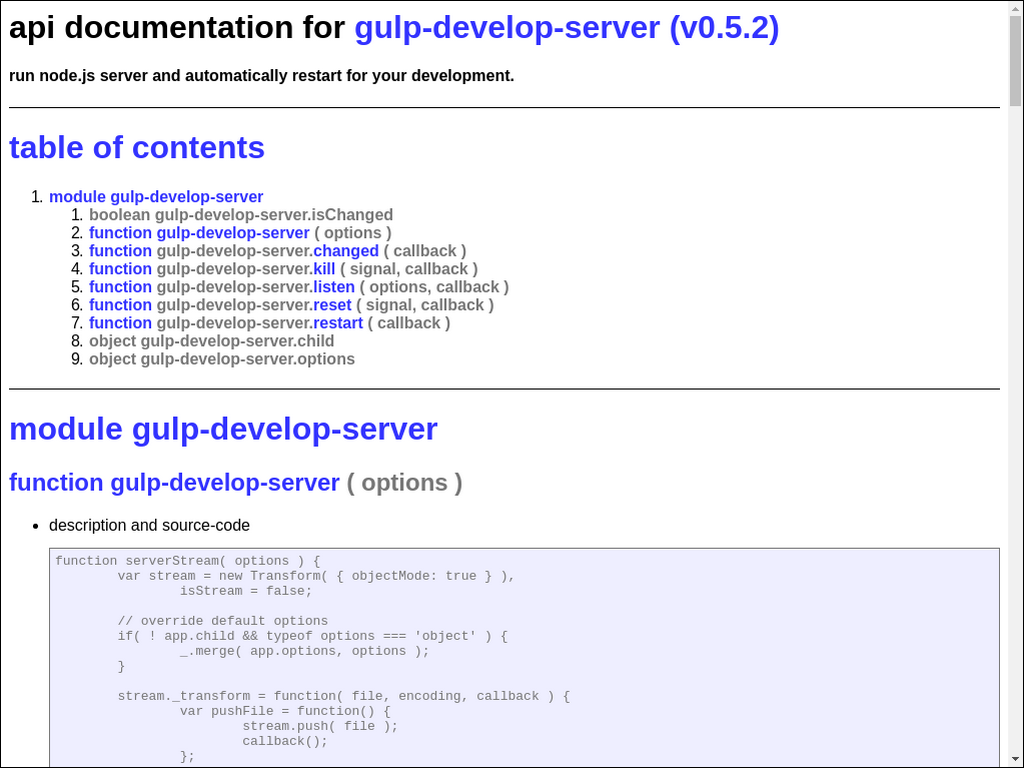 api documentation for gulp-develop-server (v0.5.2)
run node.js server and automatically restart for your development.
table of contents
1. module gulp-develop-server
1. boolean gulp-develop-server.isChanged
2. function gulp-develop-server ( options )
3. function gulp-develop-server.changed ( callback )
4. function gulp-develop-server.kill ( signal, callback )
5. function gulp-develop-server.listen ( options, callback )
6. function gulp-develop-server.reset ( signal, callback )
7. function gulp-develop-server.restart ( callback )
8. object gulp-develop-server.child
9. object gulp-develop-server.options
module gulp-develop-server
function gulp-develop-server ( options )
• description and source-code
function serverStream( options ) {
var stream = new Transform( { objectMode: true } ),
isStream = false;
// override default options
if( ! app.child && typeof options === 'object' ) {
_.merge( app.options, options );
}
stream._transform = function( file, encoding, callback ) {
var pushFile = function() {
stream.push( file );
callback();
};